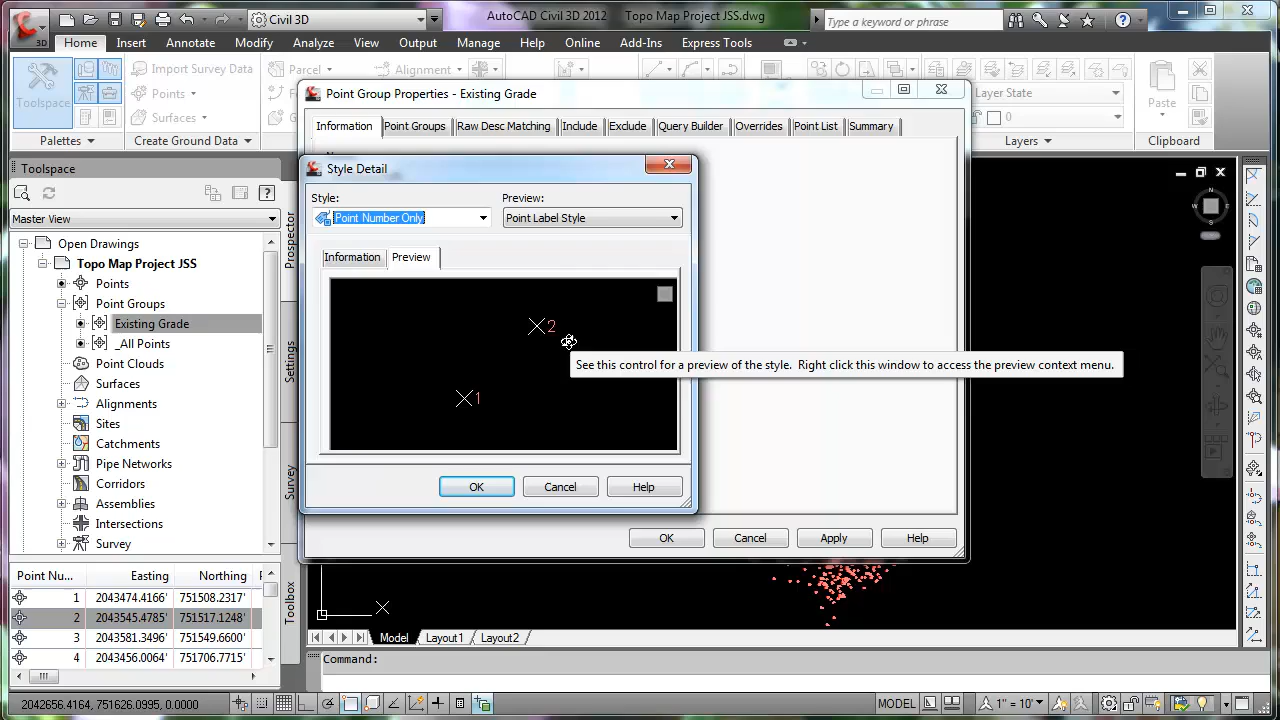 Civil 3D
AutoCAD Civil 3D 2012 Topo Map Project JSS.dwg
Type a keyword or phrase
3D
Home Insert Annotate Modify Analyze View Output Manage Help Online Add-Ins Express Tools
Toolspace
Palettes
Import Survey Data
Points
Surfaces
Create Ground Data
Parcel
Alignment
Layer State
0
Layers
Paste
Clipboard
Point Group Properties - Existing Grade
Information Point Groups Raw Desc Matching Include Exclude Query Builder Overrides Point List Summary
Style Detail
Style:
Point Number Only
Preview:
Point Label Style
Information Preview
2
1
See this control for a preview of the style. Right click this window to access the preview context menu.
OK Cancel Help
OK Cancel Apply Help
Toolspace
Master View
Open Drawings
Topo Map Project JSS
Points
Point Groups
Existing Grade
_All Points
Point Clouds
Surfaces
Alignments
Sites
Catchments
Pipe Networks
Corridors
Assemblies
Intersections
Survey
Prospector
Settings
Survey
Toolbox
Point Nu... Easting Northing
1 2043474.4166' 751508.2317'
2 2043545.4785' 751517.1248'
3 2043581.3496' 751549.6600'
4 2043456.0064' 751706.7715'
N
W E
S
Model Layout1 Layout2
Command:
2042656.4164, 751626.0995, 0.0000
MODEL
1" = 10'